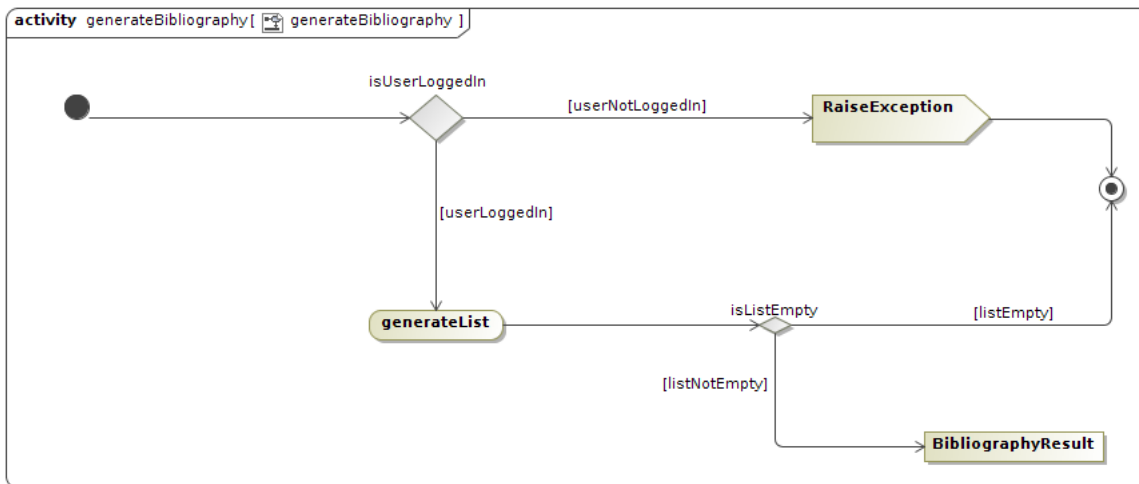 activity generateBibliography[ generateBibliography ]
isUserLoggedIn
[userNotLoggedIn]
RaiseException
[userLoggedIn]
generateList
isListEmpty
[listEmpty]
[listNotEmpty]
BibliographyResult